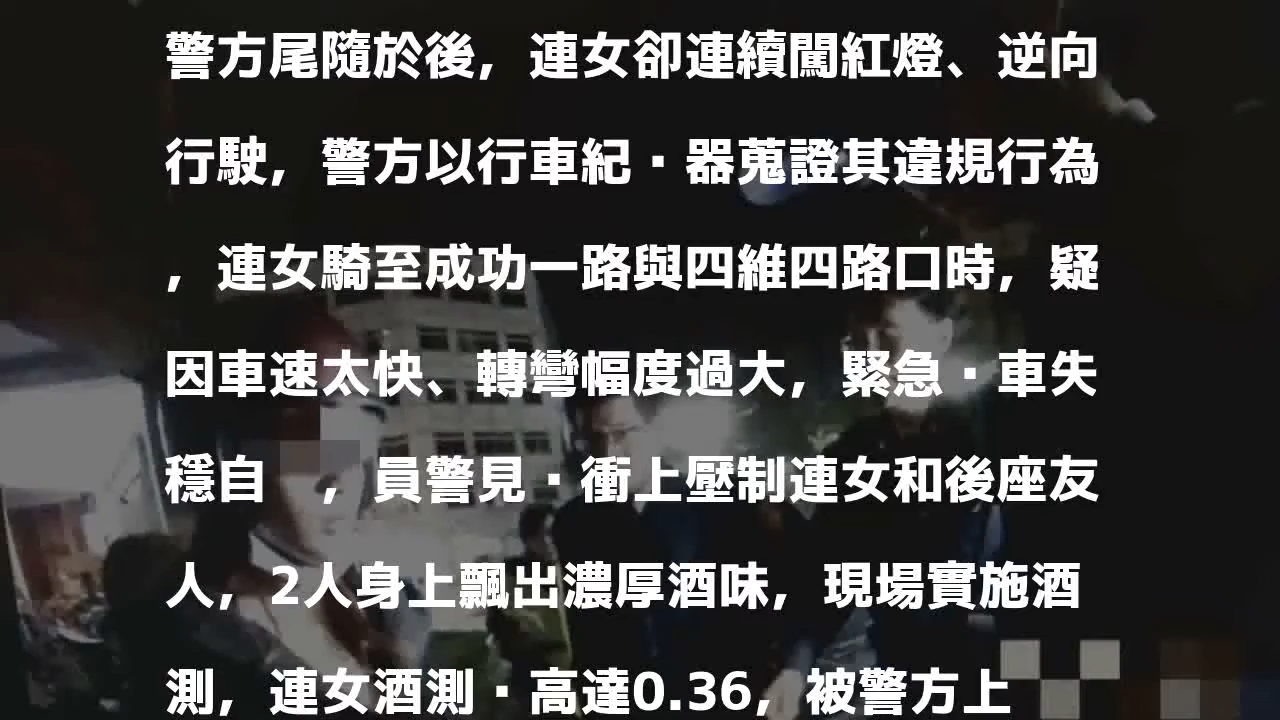 警方尾隨於後，連女卻連續闖紅燈、逆向
行駛，警方以行車紀▪器蒐證其違規行為
，連女騎至成功一路與四維四路口時，疑
因車速太快、轉彎幅度過大，緊急▪車失
穩自　，員警見▪衝上壓制連女和後座友
人，2人身上飄出濃厚酒味，現場實施酒
測，連女酒測▪高達0.36，被警方上